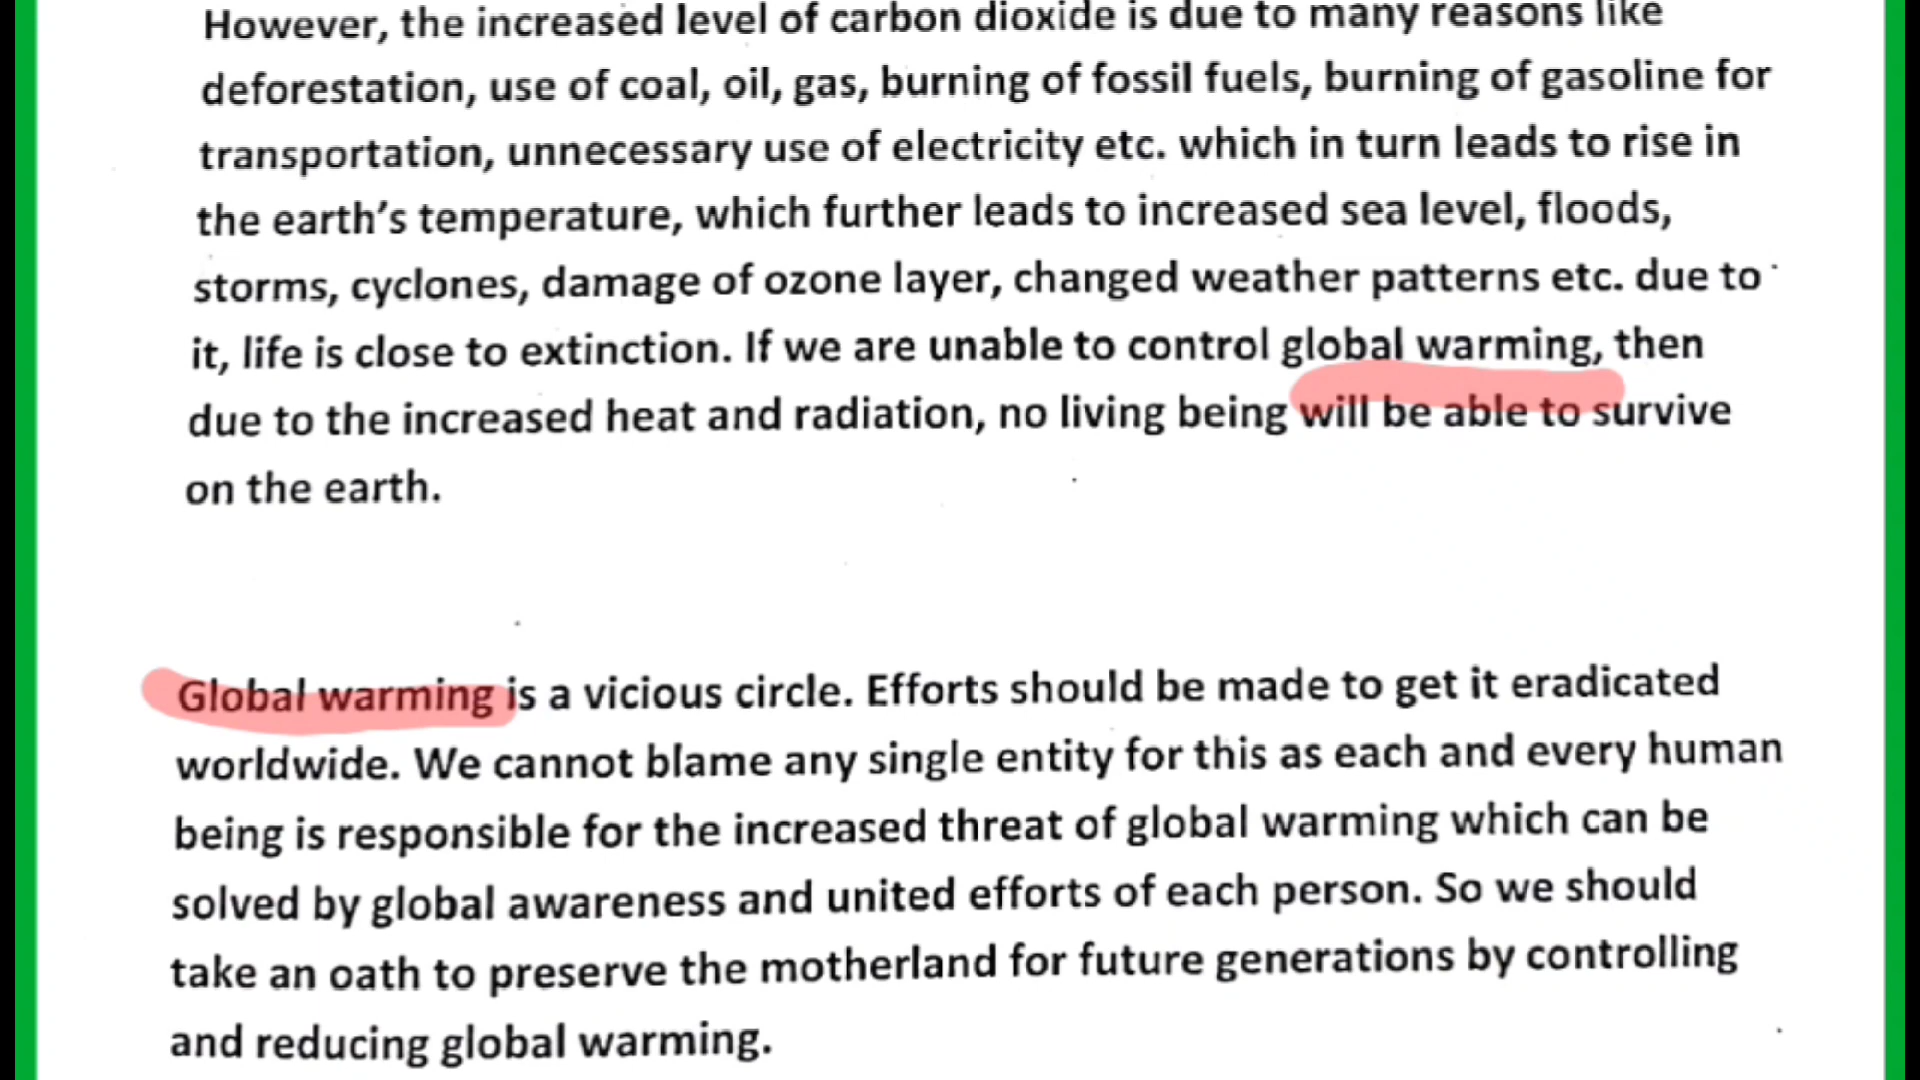 However, the increased level of carbon dioxide is due to many reasons like
deforestation, use of coal, oil, gas, burning of fossil fuels, burning of gasoline for
transportation, unnecessary use of electricity etc. which in turn leads to rise in
the earth's temperature, which further leads to increased sea level, floods,
storms, cyclones, damage of ozone layer, changed weather patterns etc. due to
it, life is close to extinction. If we are unable to control global warming, then
due to the increased heat and radiation, no living being will be able to survive
on the earth.
Global warming is a vicious circle. Efforts should be made to get it eradicated
worldwide. We cannot blame any single entity for this as each and every human
being is responsible for the increased threat of global warming which can be
solved by global awareness and united efforts of each person. So we should
take an oath to preserve the motherland for future generations by controlling
and reducing global warming.